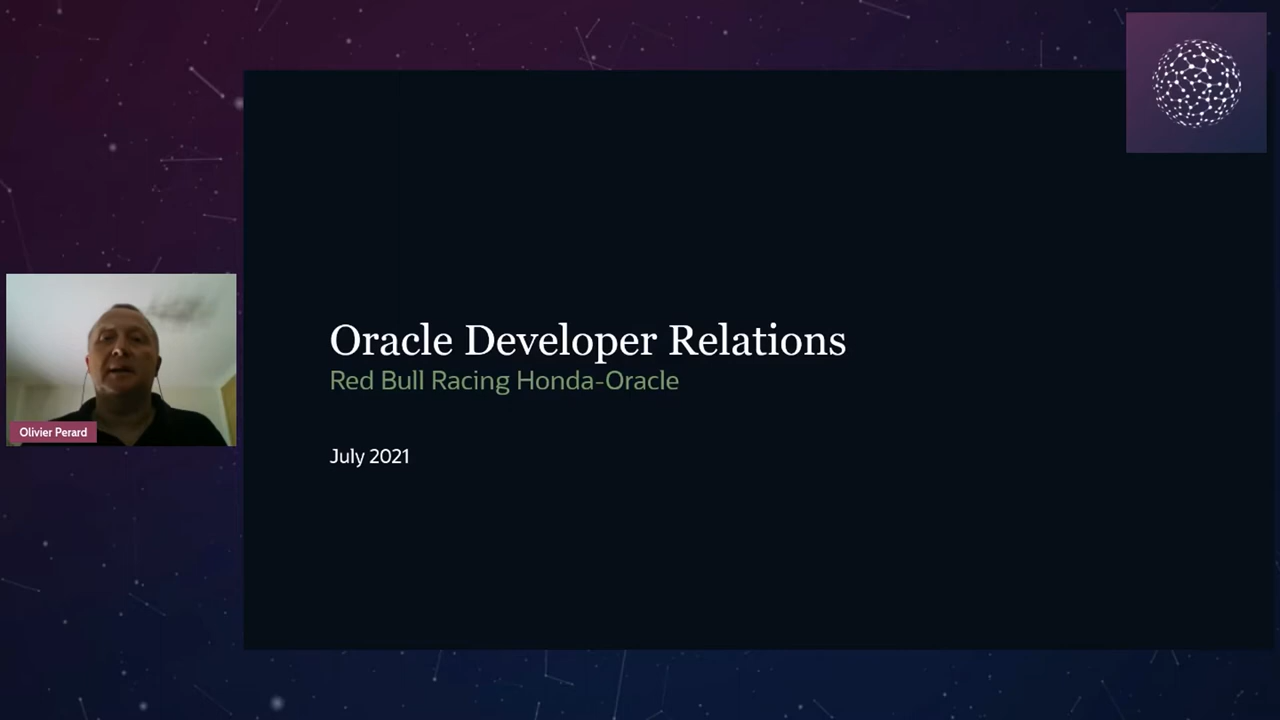 Oracle Developer Relations
Red Bull Racing Honda-Oracle
July 2021
Olivier Perard